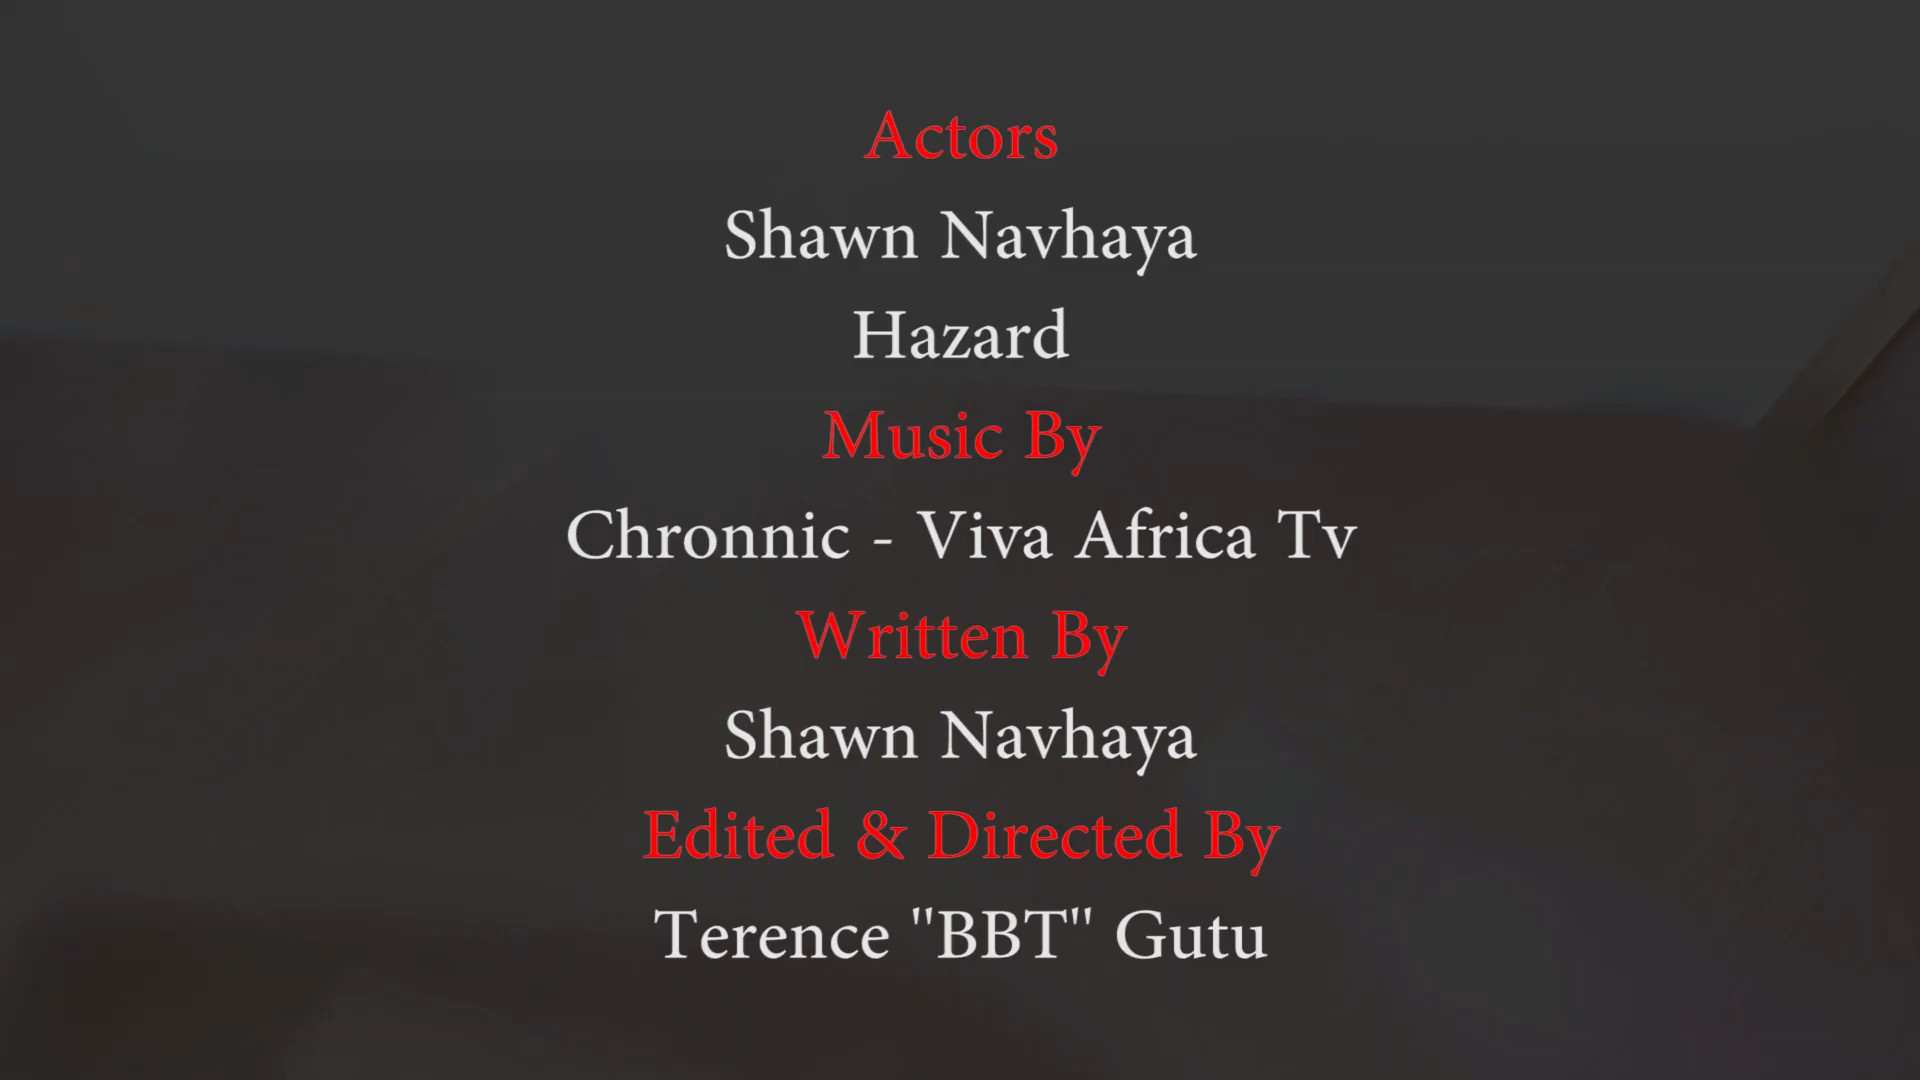 Actors
Shawn Navhaya
Hazard
Music By
Chronnic - Viva Africa Tv
Written By
Shawn Navhaya
Edited & Directed By
Terence "BBT" Gutu